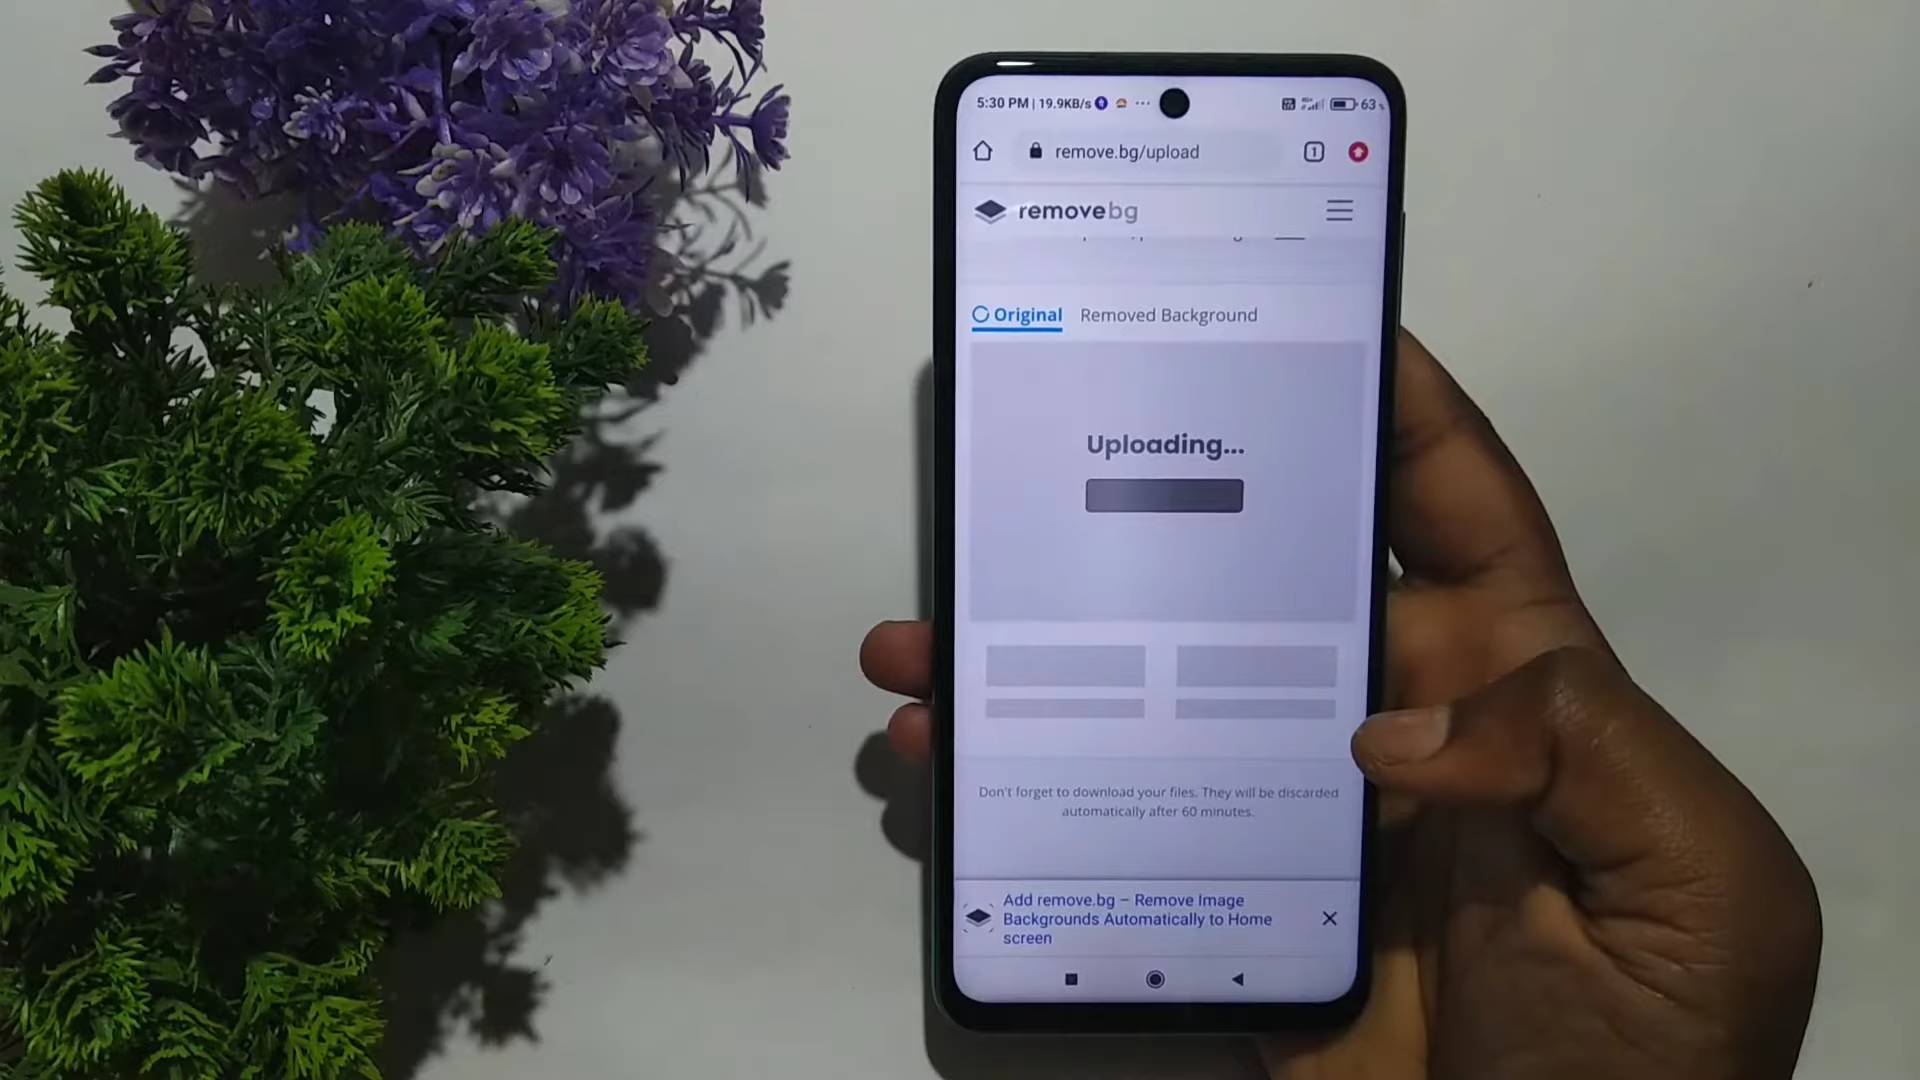 5:30 PM | 19.9KB/s ... 63
remove.bg/upload 1
removebg
Original Removed Background
Uploading...
Don't forget to download your files. They will be discarded
automatically after 60 minutes.
Add remove.bg – Remove Image
Backgrounds Automatically to Home
screen